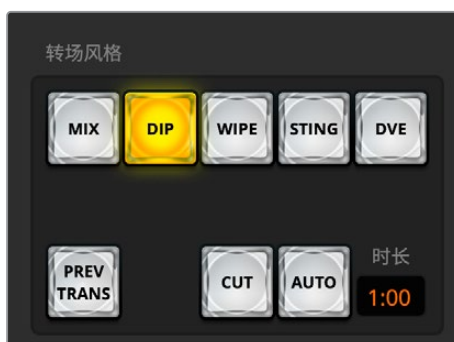 转场风格
MIX DIP WIPE STING DVE
时长
PREV
TRANS
CUT AUTO
1:00